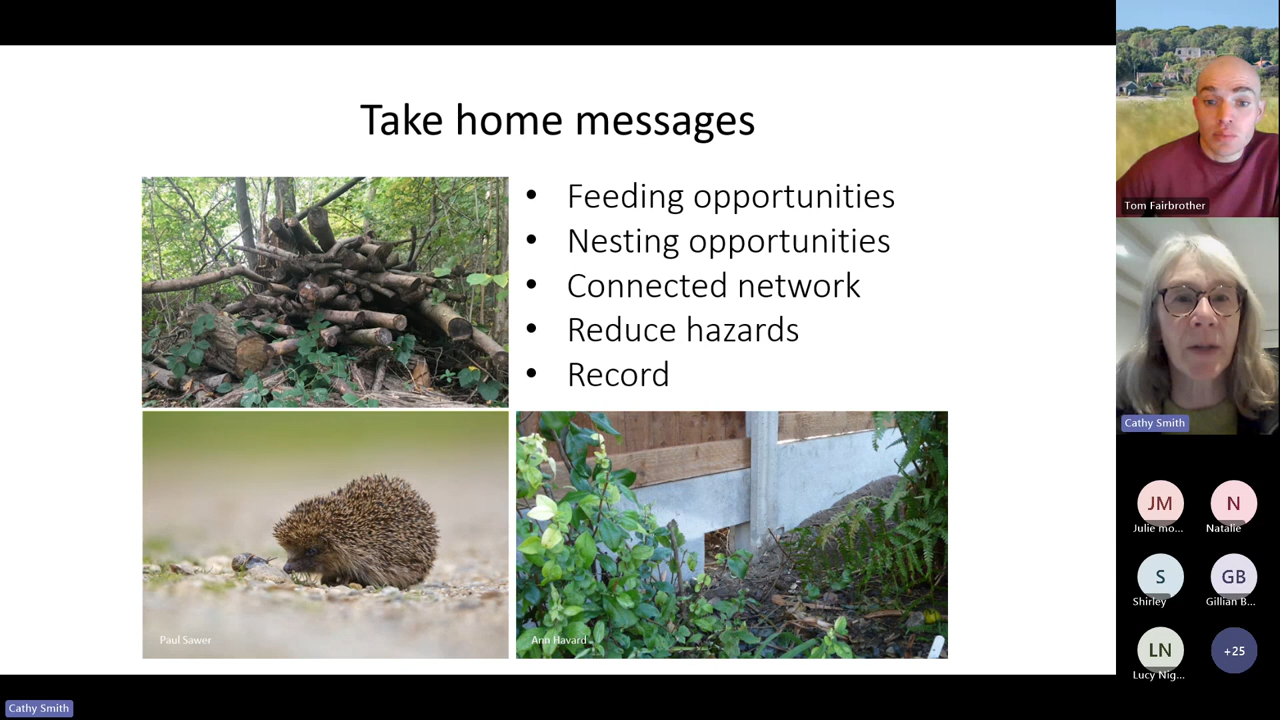 Take home messages
• Feeding opportunities
• Nesting opportunities
• Connected network
• Reduce hazards
• Record
Paul Sawer
Ann Havard
Cathy Smith
Tom Fairbrother
Cathy Smith
JM
Julie mo...
N
Natalie
S
Shirley
GB
Gillian B...
LN
Lucy Nig...
+25